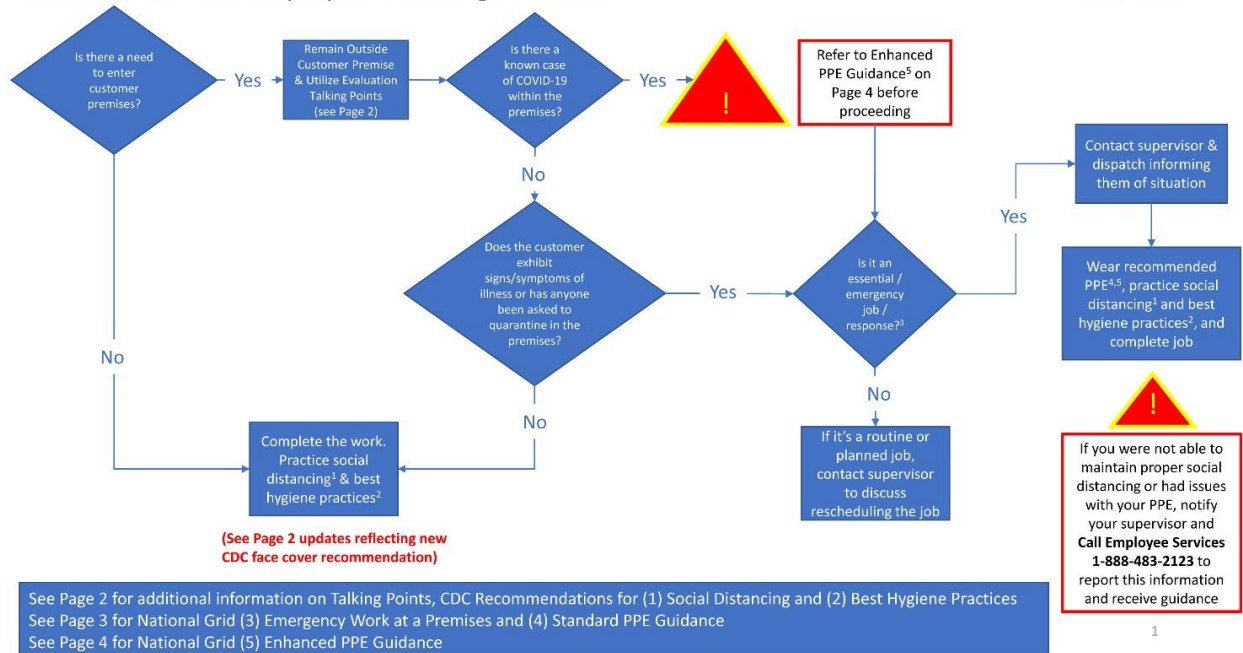 Is there a need
to enter
customer
premises?
Yes
Remain Outside
Customer Premise
& Utilize Evaluation
Talking Points
(see Page 2)
Is there a
known case
of COVID-19
within the
premises?
Yes
!
Refer to Enhanced
PPE Guidance⁵ on
Page 4 before
proceeding
No
Does the customer
exhibit
signs/symptoms of
illness or has anyone
been asked to
quarantine in the
premises?
Yes
Is it an
essential /
emergency
job /
response?³
Yes
Contact supervisor &
dispatch informing
them of situation
Wear recommended
PPE⁴,⁵, practice social
distancing¹ and best
hygiene practices², and
complete job
No
No
No
Complete the work.
Practice social
distancing¹ & best
hygiene practices²
(See Page 2 updates reflecting new
CDC face cover recommendation)
If it’s a routine or
planned job,
contact supervisor
to discuss
rescheduling the job
!
If you were not able to
maintain proper social
distancing or had issues
with your PPE, notify
your supervisor and
Call Employee Services
1-888-483-2123 to
report this information
and receive guidance
See Page 2 for additional information on Talking Points, CDC Recommendations for (1) Social Distancing and (2) Best Hygiene Practices
See Page 3 for National Grid (3) Emergency Work at a Premises and (4) Standard PPE Guidance
See Page 4 for National Grid (5) Enhanced PPE Guidance
1